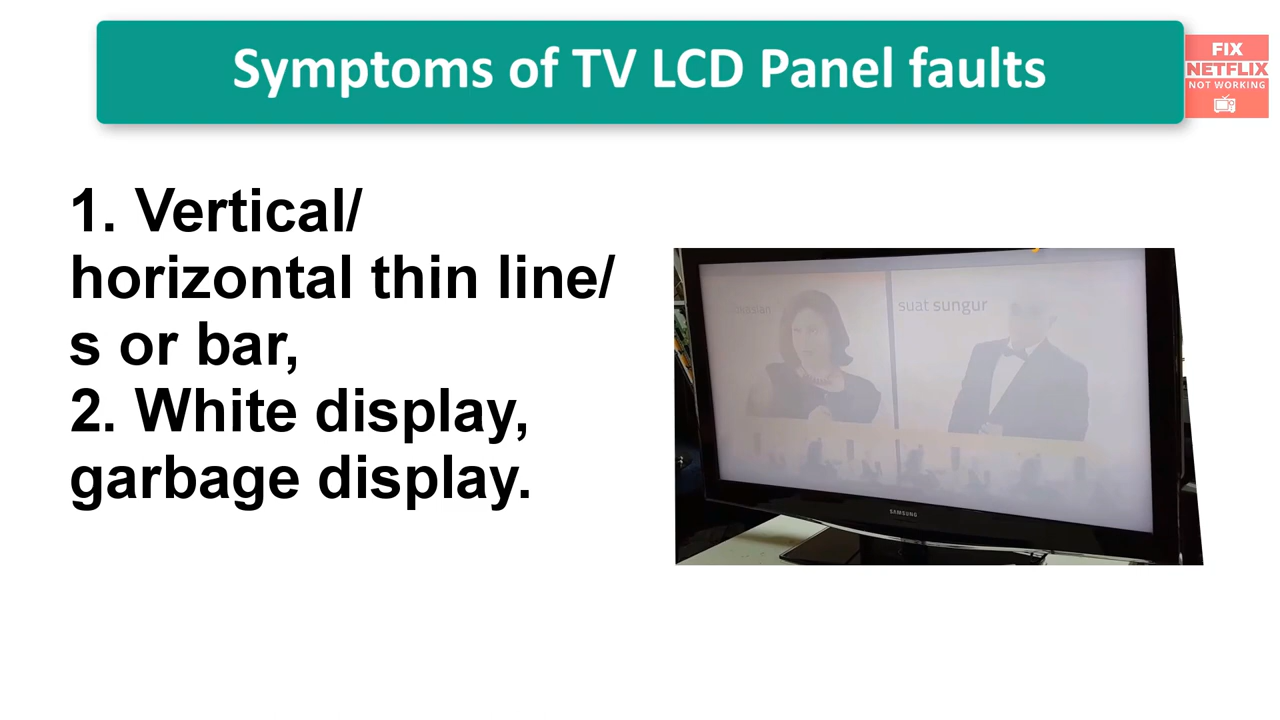 Symptoms of TV LCD Panel faults
FIX
NETFLIX
NOT WORKING
1. Vertical/
horizontal thin line/
s or bar,
2. White display,
garbage display.
suat sungur
SAMSUNG